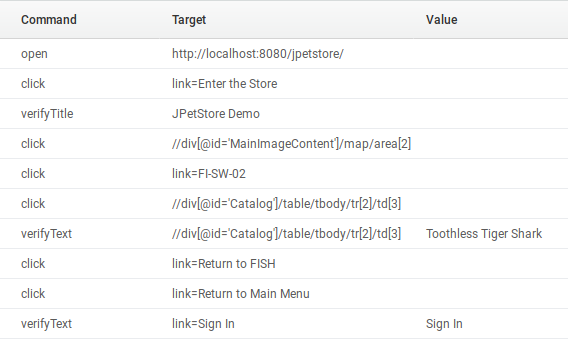 Command Target Value
open http://localhost:8080/jpetstore/
click link=Enter the Store
verifyTitle JPetStore Demo
click //div[@id='MainImageContent']/map/area[2]
click link=FI-SW-02
click //div[@id='Catalog']/table/tbody/tr[2]/td[3]
verifyText //div[@id='Catalog']/table/tbody/tr[2]/td[3] Toothless Tiger Shark
click link=Return to FISH
click link=Return to Main Menu
verifyText link=Sign In Sign In